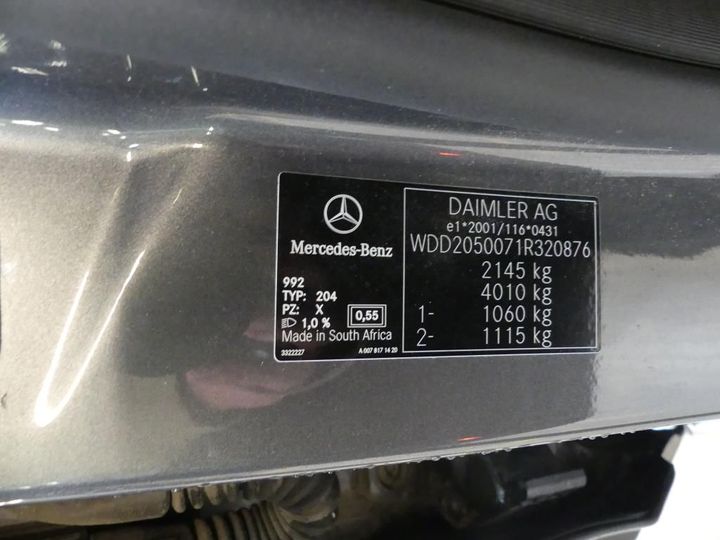 Mercedes-Benz
992
TYP: 204
PZ: X
1,0 %
0,55
Made in South Africa
3322227
A 007 817 14 20
DAIMLER AG
e1*2001/116*0431
WDD2050071R320876
2145 kg
4010 kg
1- 1060 kg
2- 1115 kg